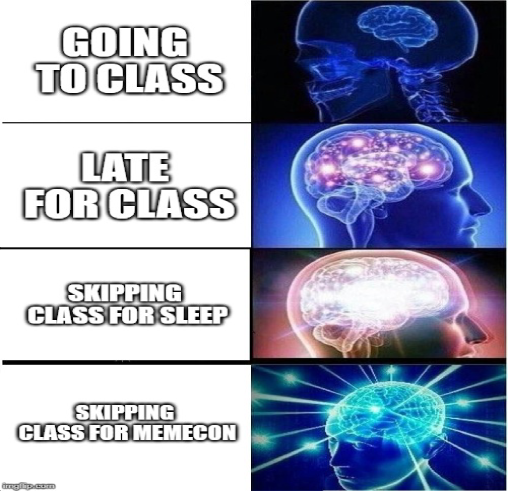 GOING
TO CLASS
LATE
FOR CLASS
SKIPPING
CLASS FOR SLEEP
SKIPPING
CLASS FOR MEMECON
imgflip.com